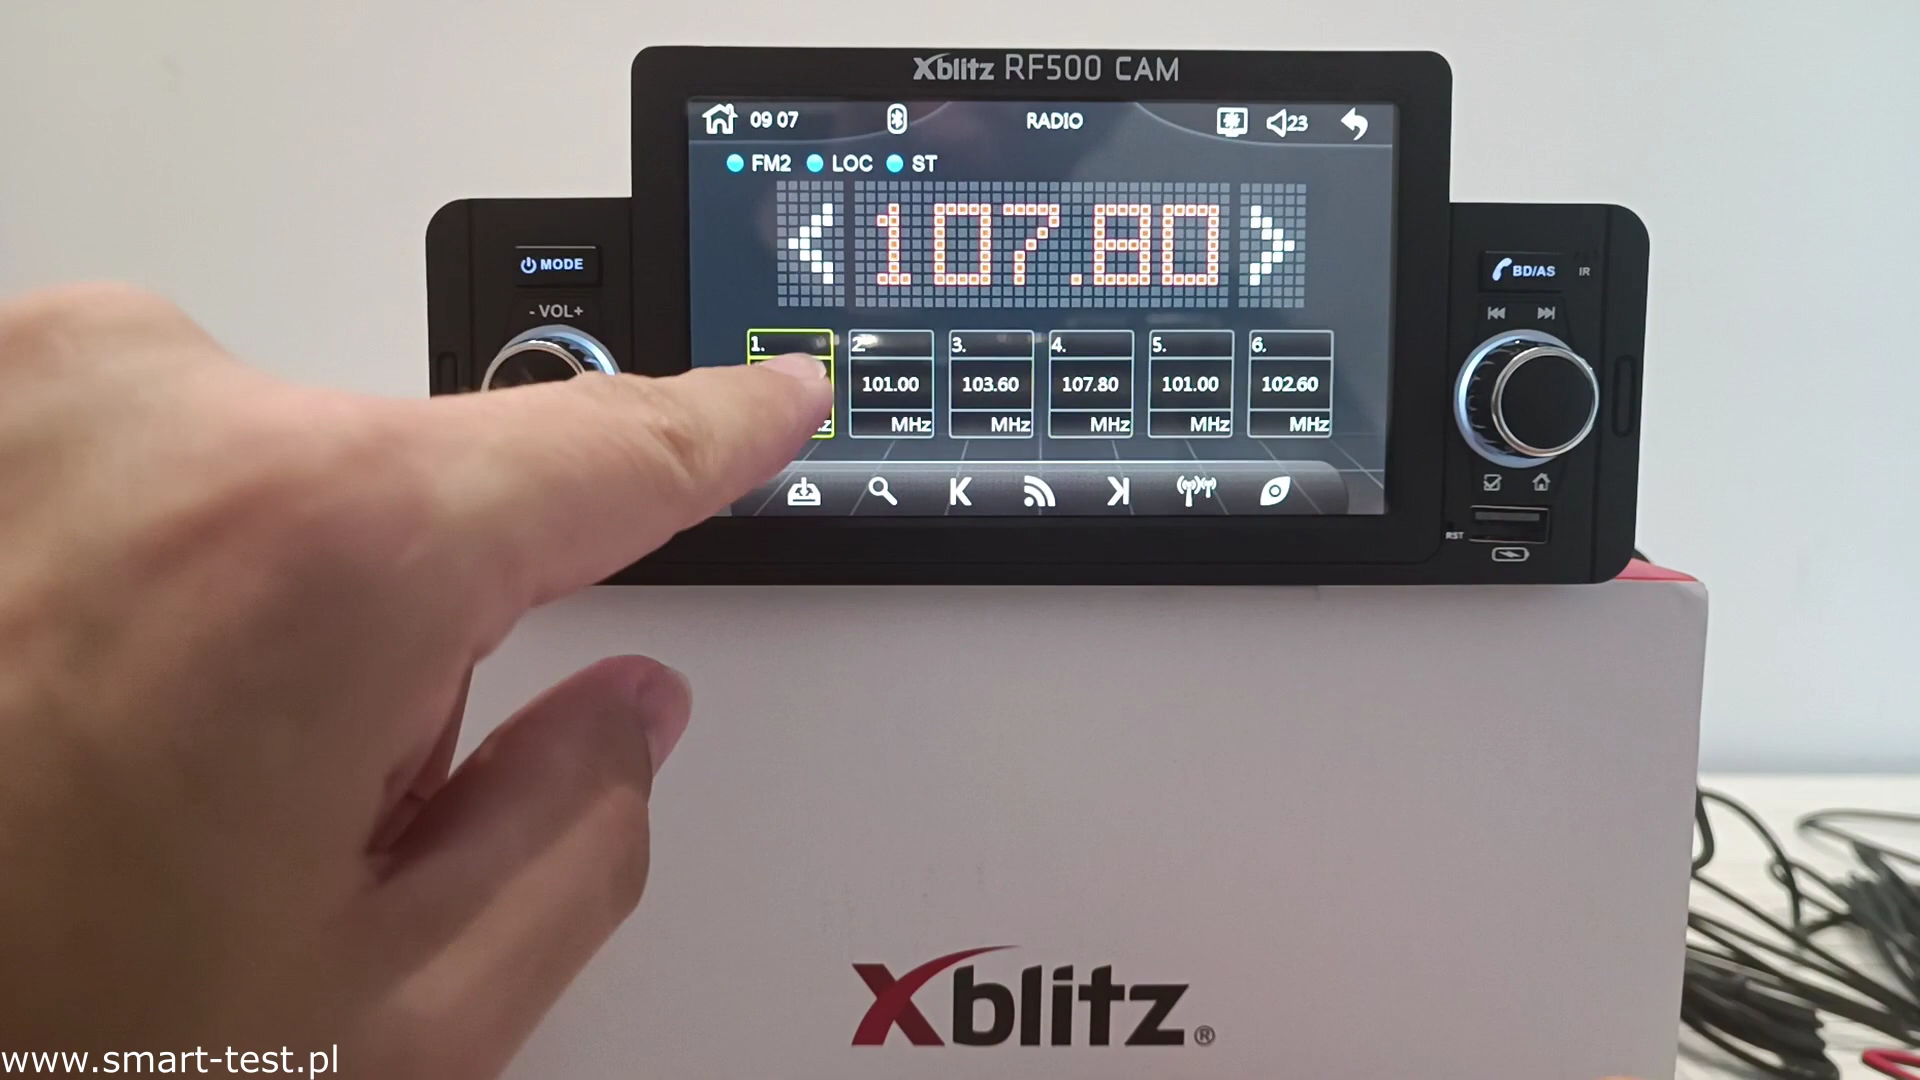 Xblitz RF500 CAM
09 07 RADIO 23
FM2 LOC ST
107.80
MODE
- VOL+
BD/AS IR
1. 2. 3. 4. 5. 6.
101.00 103.60 107.80 101.00 102.60
MHz MHz MHz MHz MHz
RST
Xblitz®
www.smart-test.pl